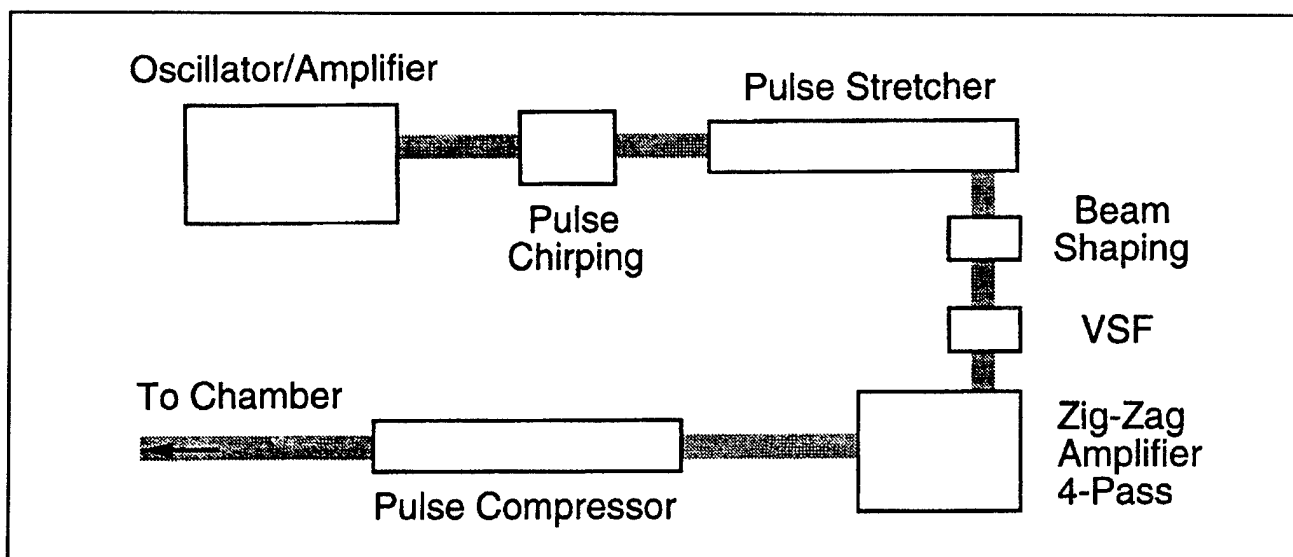 Oscillator/Amplifier
Pulse Stretcher
Pulse
Chirping
Beam
Shaping
VSF
To Chamber
Zig-Zag
Amplifier
4-Pass
Pulse Compressor